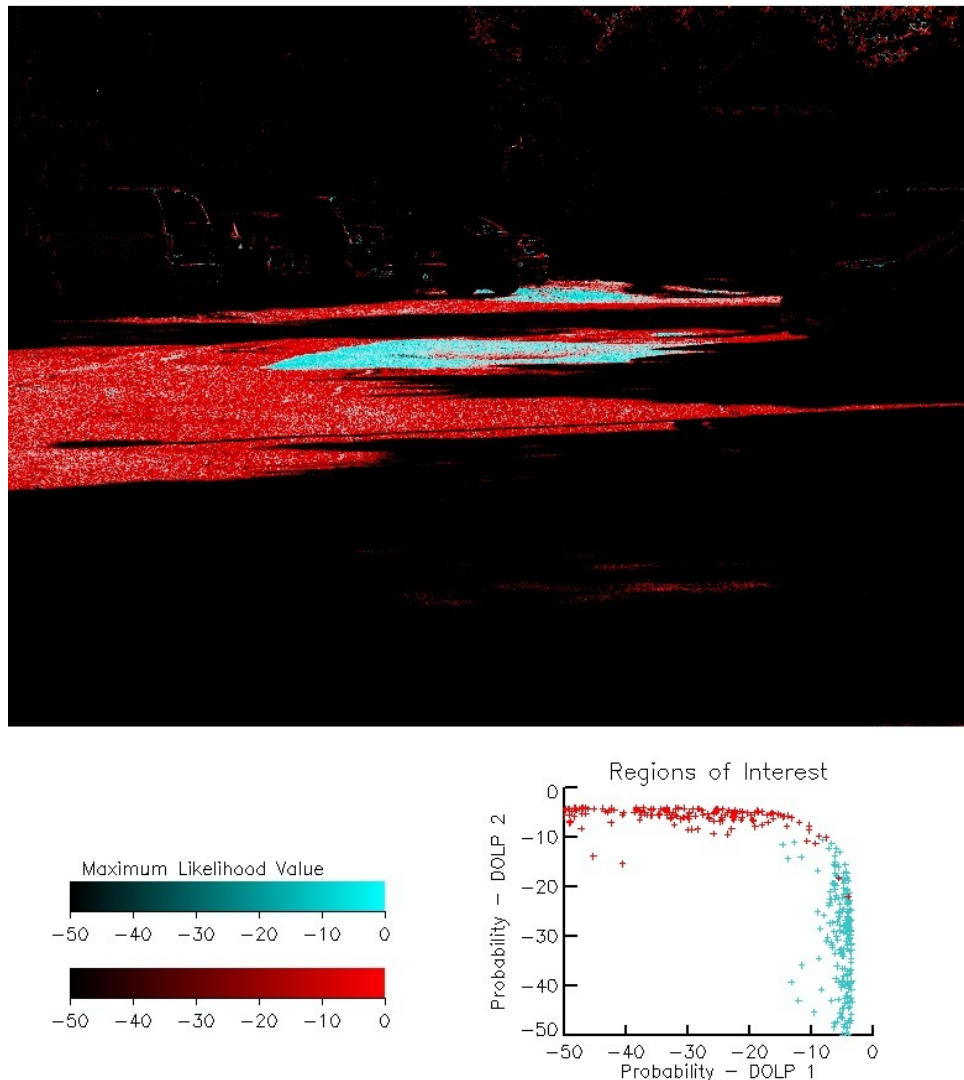 Maximum Likelihood Value
-50 -40 -30 -20 -10 0
-50 -40 -30 -20 -10 0
Regions of Interest
Probability - DOLP 2
0
-10
-20
-30
-40
-50
-50 -40 -30 -20 -10 0
Probability - DOLP 1